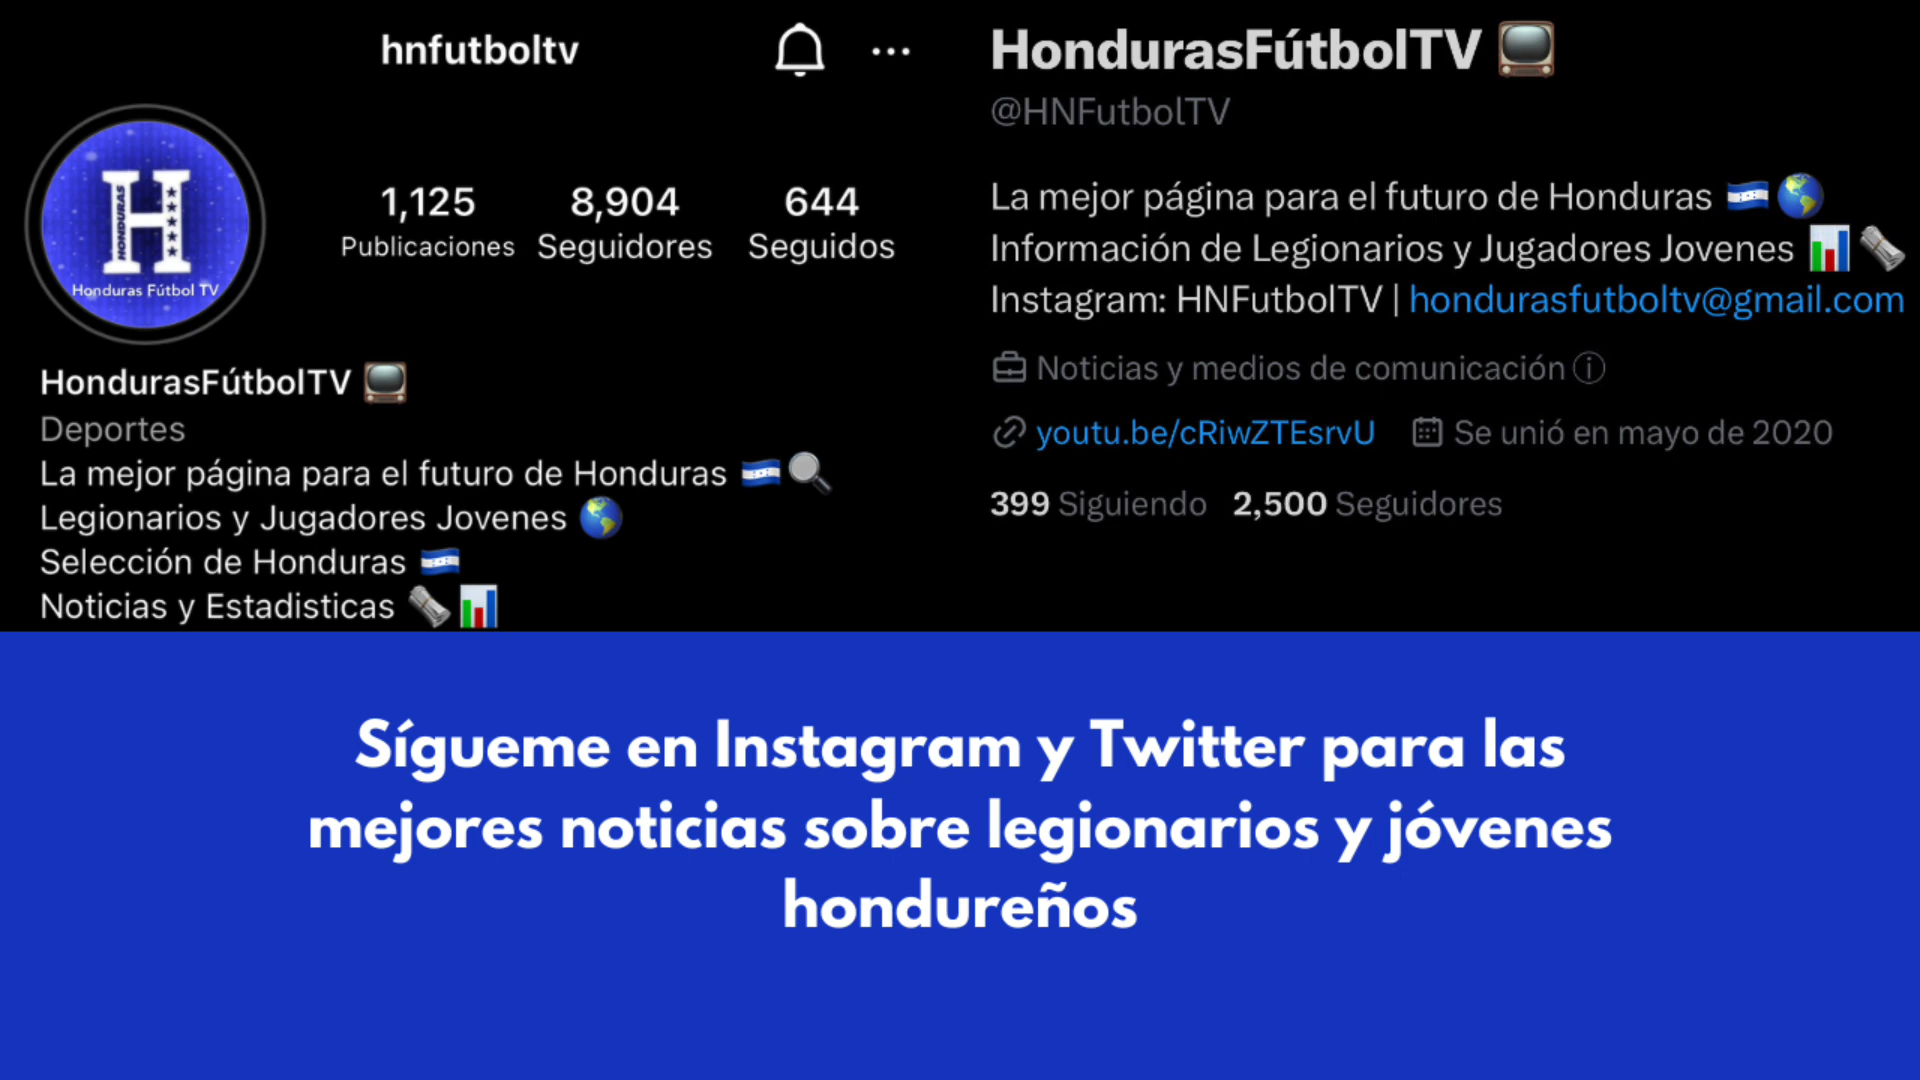 hnfutboltv
HONDURAS
Honduras Fútbol TV
1,125 8,904 644
Publicaciones Seguidores Seguidos
HondurasFútbolTV
Deportes
La mejor página para el futuro de Honduras
Legionarios y Jugadores Jovenes
Selección de Honduras
Noticias y Estadisticas
HondurasFútbolTV
@HNFutbolTV
La mejor página para el futuro de Honduras
Información de Legionarios y Jugadores Jovenes
Instagram: HNFutbolTV | hondurasfutboltv@gmail.com
Noticias y medios de comunicación
youtu.be/cRiwZTEsrvU Se unió en mayo de 2020
399 Siguiendo 2,500 Seguidores
Sígueme en Instagram y Twitter para las
mejores noticias sobre legionarios y jóvenes
hondureños